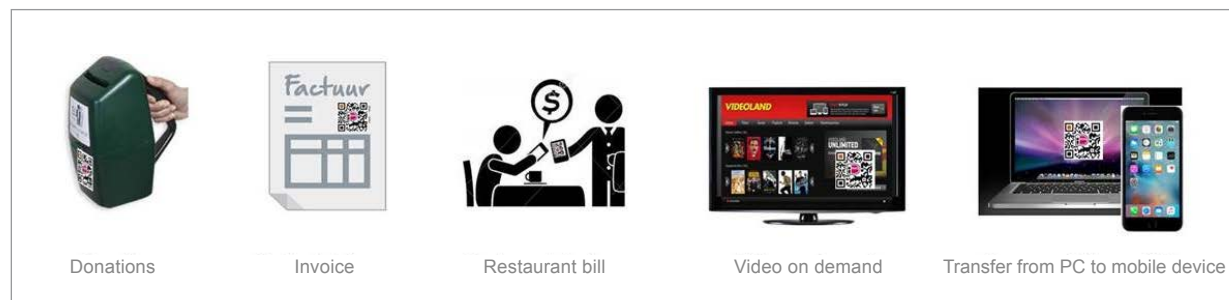 Factuur
$
VIDEOLAND
UNLIMITED
Donations
Invoice
Restaurant bill
Video on demand
Transfer from PC to mobile device